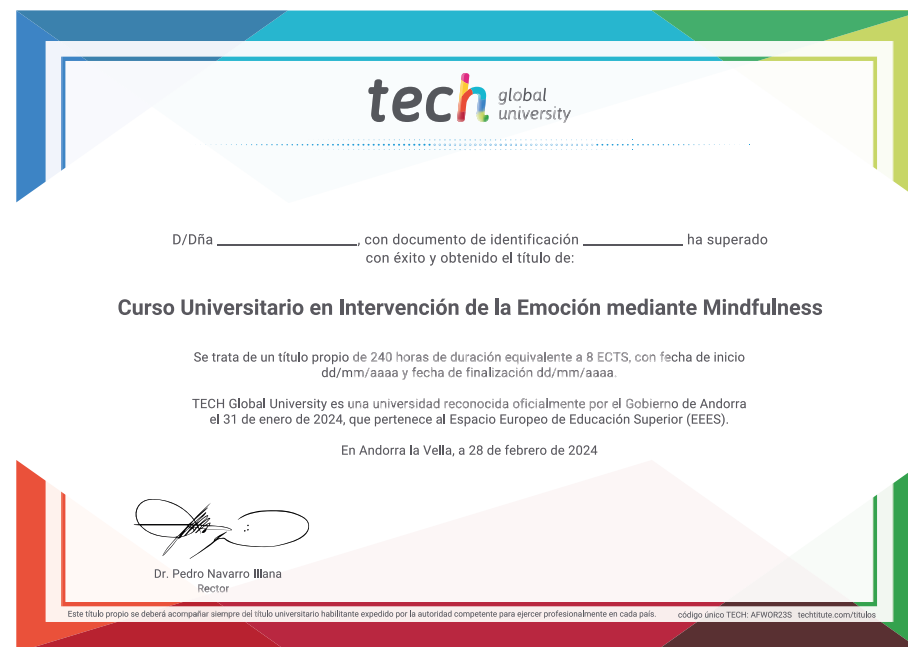 tech global university
D/Dña ____________, con documento de identificación ____________ ha superado
con éxito y obtenido el título de:
Curso Universitario en Intervención de la Emoción mediante Mindfulness
Se trata de un título propio de 240 horas de duración equivalente a 8 ECTS, con fecha de inicio
dd/mm/aaaa y fecha de finalización dd/mm/aaaa.
TECH Global University es una universidad reconocida oficialmente por el Gobierno de Andorra
el 31 de enero de 2024, que pertenece al Espacio Europeo de Educación Superior (EEES).
En Andorra la Vella, a 28 de febrero de 2024
Dr. Pedro Navarro Illana
Rector
Este título propio se deberá acompañar siempre del título universitario habilitante expedido por la autoridad competente para ejercer profesionalmente en cada país. código único TECH: AFWOR23S techtitute.com/titulos